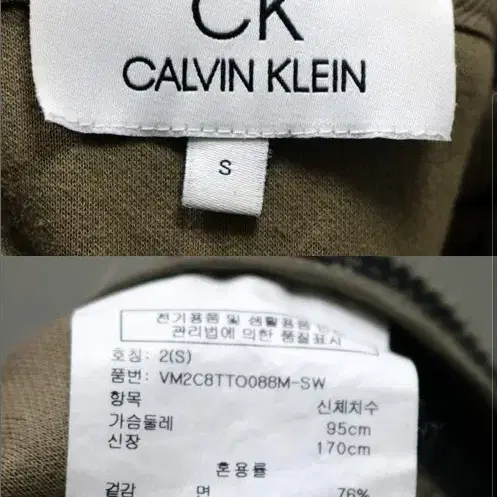 CK
CALVIN KLEIN
S
전기용품 및 생활용품 안전
관리법에 의한 품질표시
호칭: 2(S)
품번: VM2C8TTO088M-SW
항목 신체치수
가슴둘레 95cm
신장 170cm
혼용률
겉감 면 76%